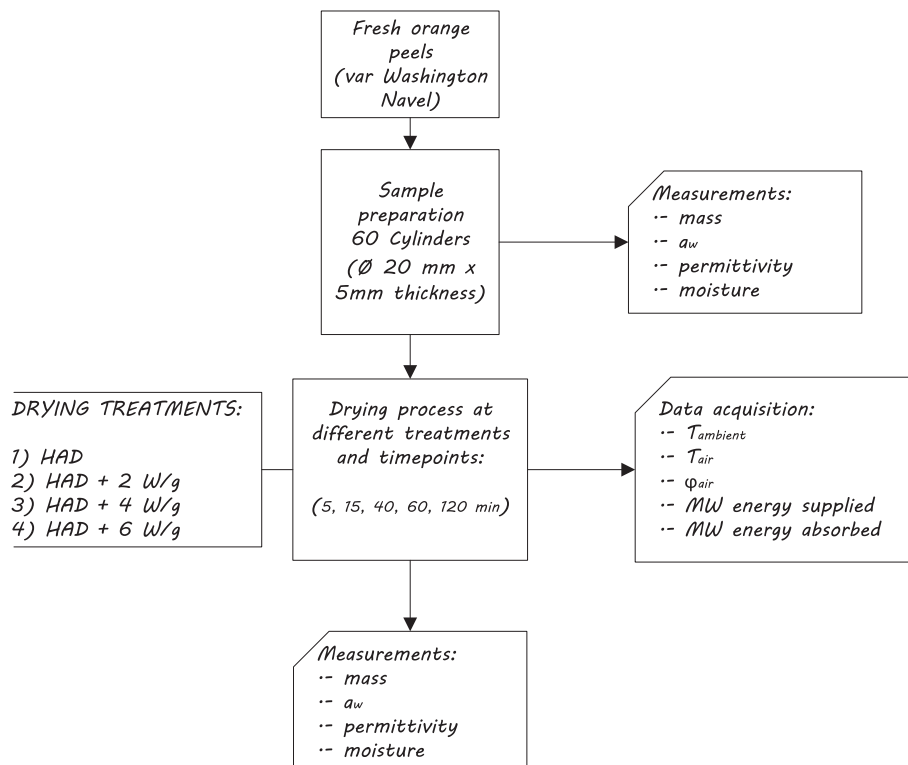 Fresh orange
peels
(var Washington
Navel)
Sample
preparation
60 Cylinders
(Ø 20 mm x
5mm thickness)
Measurements:
·- mass
·- aw
·- permittivity
·- moisture
DRYING TREATMENTS:
1) HAD
2) HAD + 2 W/g
3) HAD + 4 W/g
4) HAD + 6 W/g
Drying process at
different treatments
and timepoints:
(5, 15, 40, 60, 120 min)
Data acquisition:
·- Tambient
·- Tair
·- φair
·- MW energy supplied
·- MW energy absorbed
Measurements:
·- mass
·- aw
·- permittivity
·- moisture